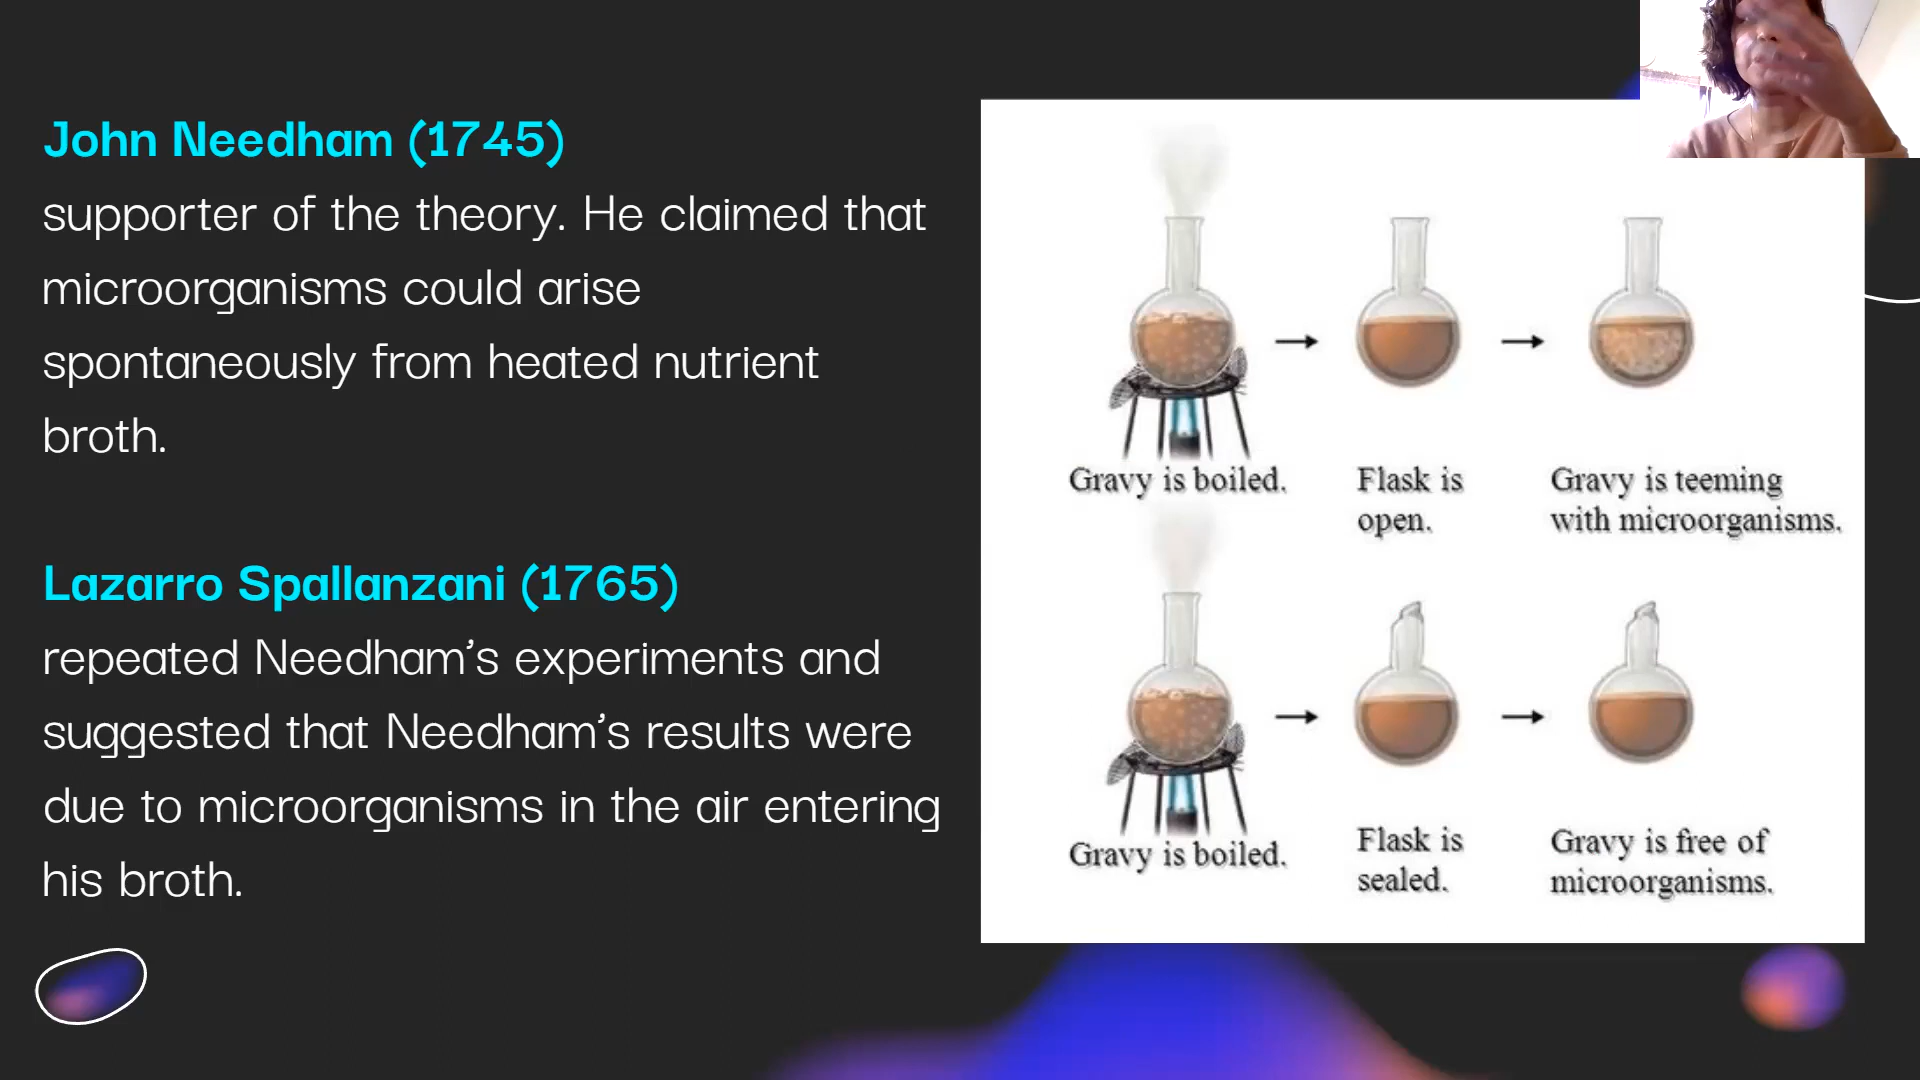 John Needham (1745)
supporter of the theory. He claimed that
microorganisms could arise
spontaneously from heated nutrient
broth.
Lazarro Spallanzani (1765)
repeated Needham's experiments and
suggested that Needham's results were
due to microorganisms in the air entering
his broth.
Gravy is boiled.
Flask is
open.
Gravy is teeming
with microorganisms.
Gravy is boiled.
Flask is
sealed.
Gravy is free of
microorganisms.